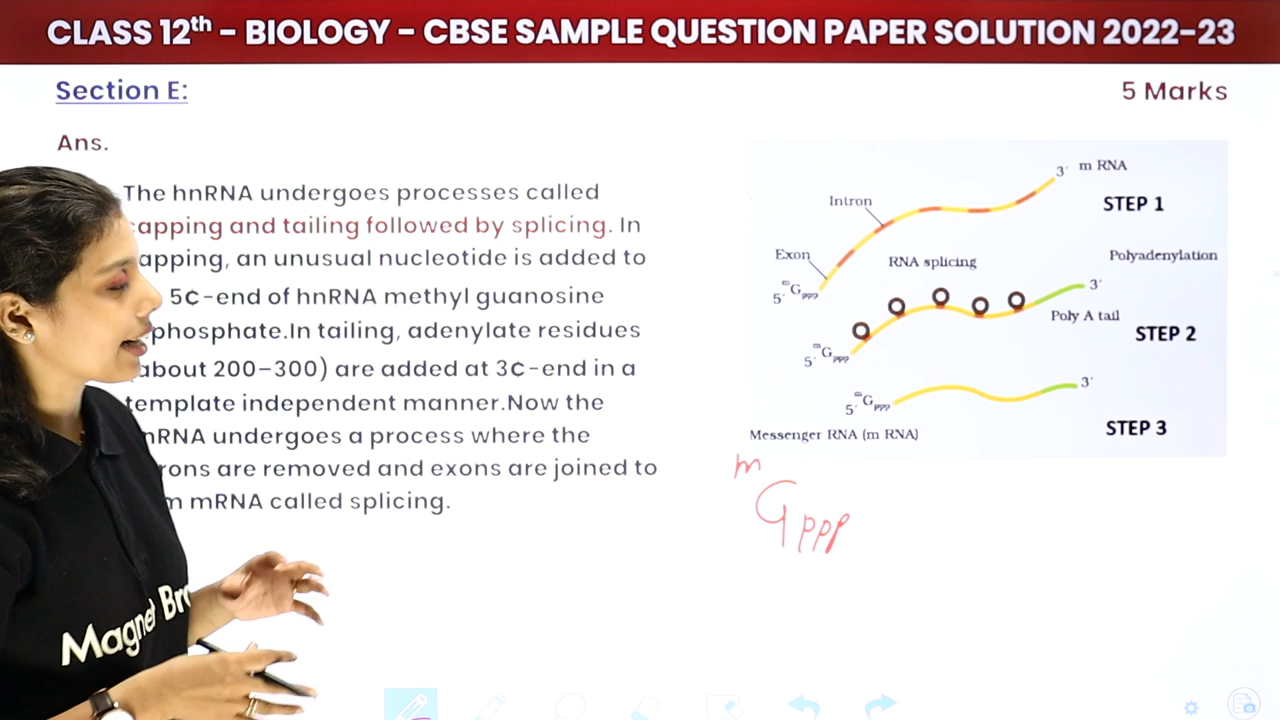 CLASS 12th – BIOLOGY – CBSE SAMPLE QUESTION PAPER SOLUTION 2022-23
Section E:
5 Marks
Ans.
The hnRNA undergoes processes called
capping and tailing followed by splicing. In
apping, an unusual nucleotide is added to
5¢-end of hnRNA methyl guanosine
phosphate.In tailing, adenylate residues
about 200–300) are added at 3¢-end in a
template independent manner.Now the
nRNA undergoes a process where the
rons are removed and exons are joined to
m mRNA called splicing.
3' m RNA
Intron
STEP 1
Exon
5' mGppp
RNA splicing
Polyadenylation
3'
Poly A tail
5' mGppp
STEP 2
3'
5' mGppp
STEP 3
Messenger RNA (m RNA)
m
Gppp
Magnet Bro